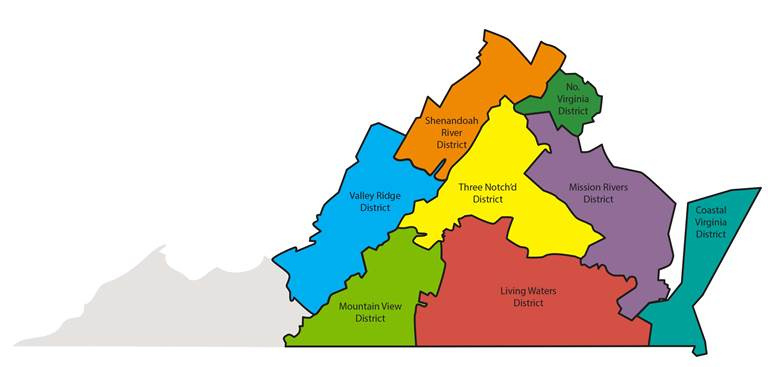 No.
Virginia
District
Shenandoah
River
District
Valley Ridge
District
Three Notch'd
District
Mission Rivers
District
Coastal
Virginia
District
Living Waters
District
Mountain View
District